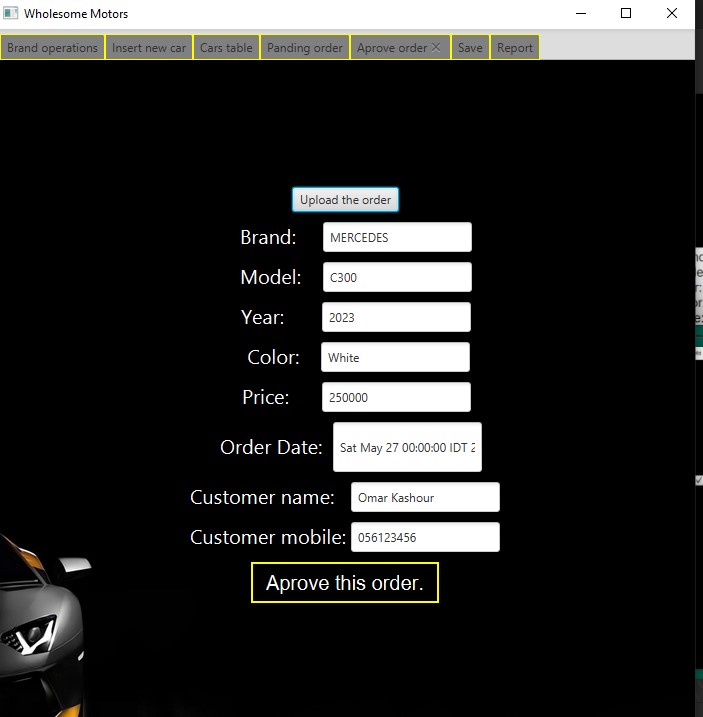 Wholesome Motors
Brand operations Insert new car Cars table Panding order Aprove order Save Report
Upload the order
Brand: MERCEDES
Model: C300
Year: 2023
Color: White
Price: 250000
Order Date: Sat May 27 00:00:00 IDT 2
Customer name: Omar Kashour
Customer mobile: 056123456
Aprove this order.